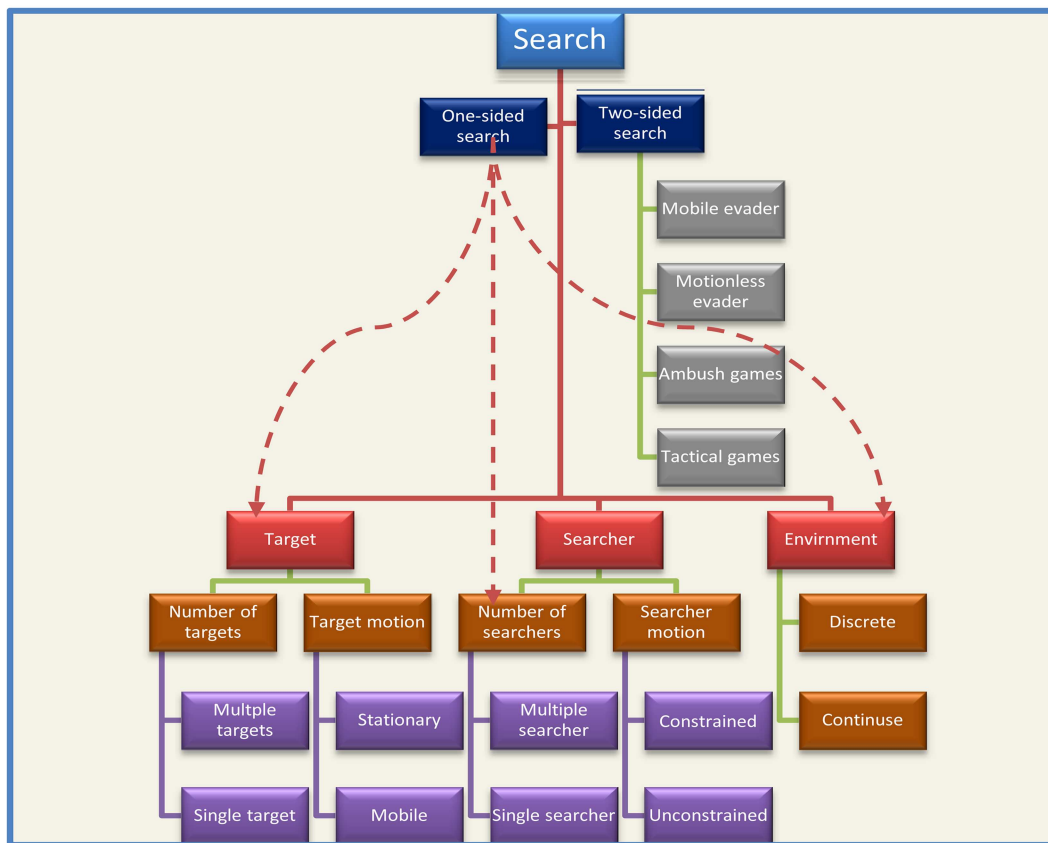 Search
One-sided
search
Two-sided
search
Mobile evader
Motionless
evader
Ambush games
Tactical games
Target
Searcher
Envirnment
Number of
targets
Target motion
Number of
searchers
Searcher
motion
Discrete
Multple
targets
Stationary
Multiple
searcher
Constrained
Continuse
Single target
Mobile
Single searcher
Unconstrained